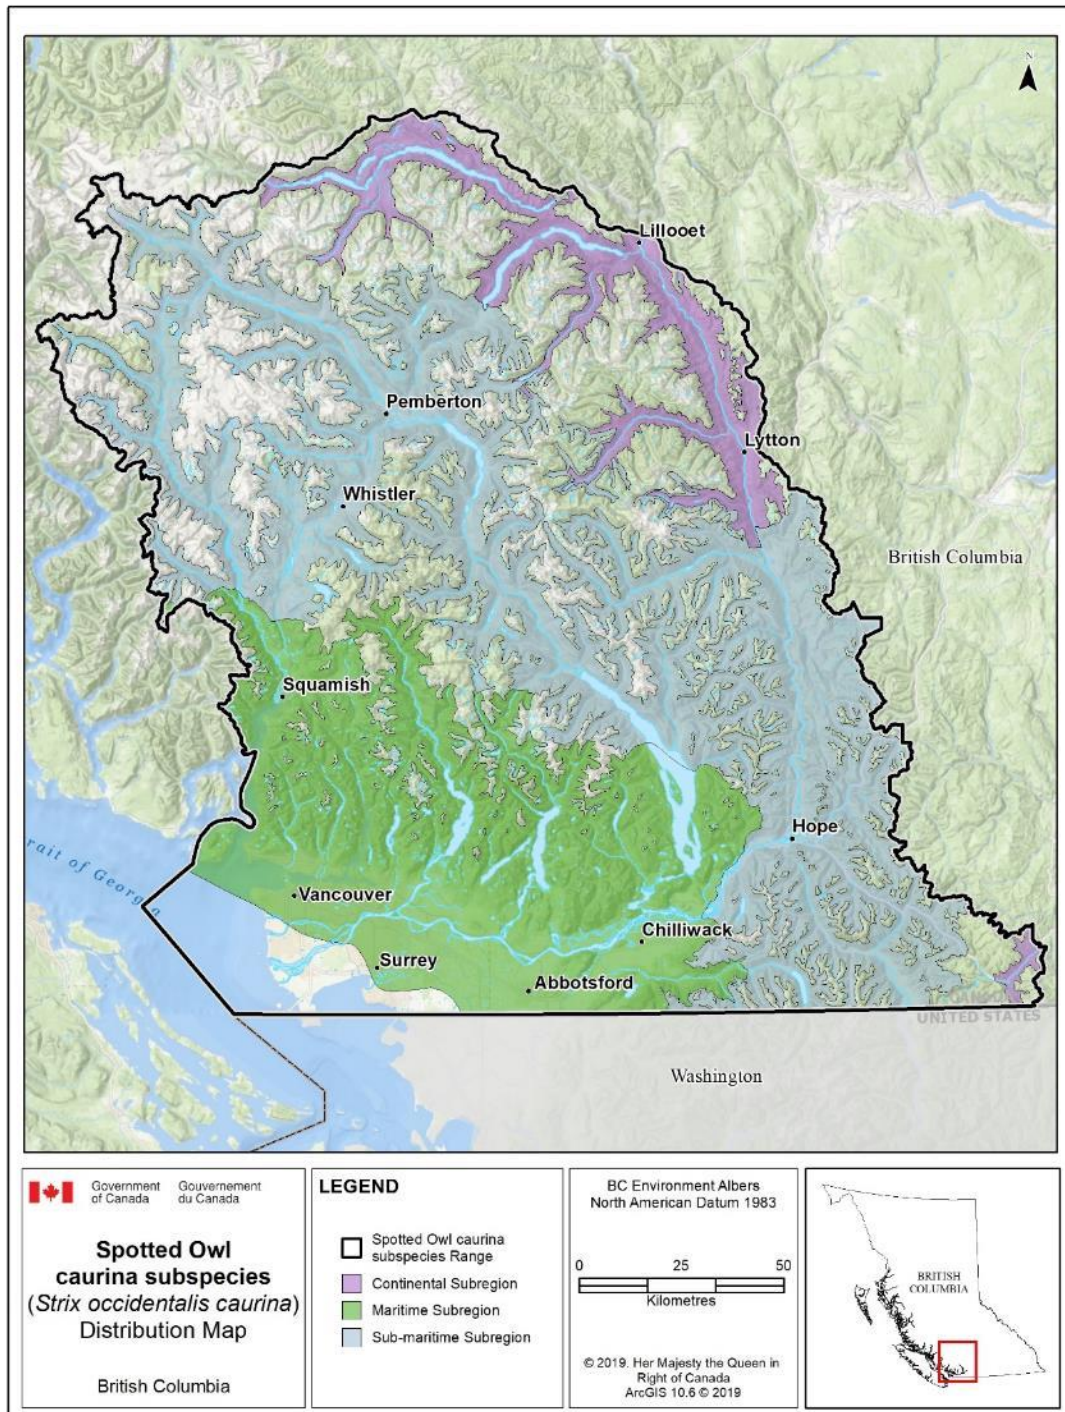 N
Lillooet
Pemberton
Lytton
Whistler
British Columbia
Squamish
Hope
rait of Georgia
Vancouver
Chilliwack
Surrey
Abbotsford
CANADA
UNITED STATES
Washington
Government
of Canada
Gouvernement
du Canada
Spotted Owl
caurina subspecies
(Strix occidentalis caurina)
Distribution Map
British Columbia
LEGEND
Spotted Owl caurina
subspecies Range
Continental Subregion
Maritime Subregion
Sub-maritime Subregion
BC Environment Albers
North American Datum 1983
0 25 50
Kilometres
© 2019. Her Majesty the Queen in
Right of Canada
ArcGIS 10.6 © 2019
BRITISH
COLUMBIA